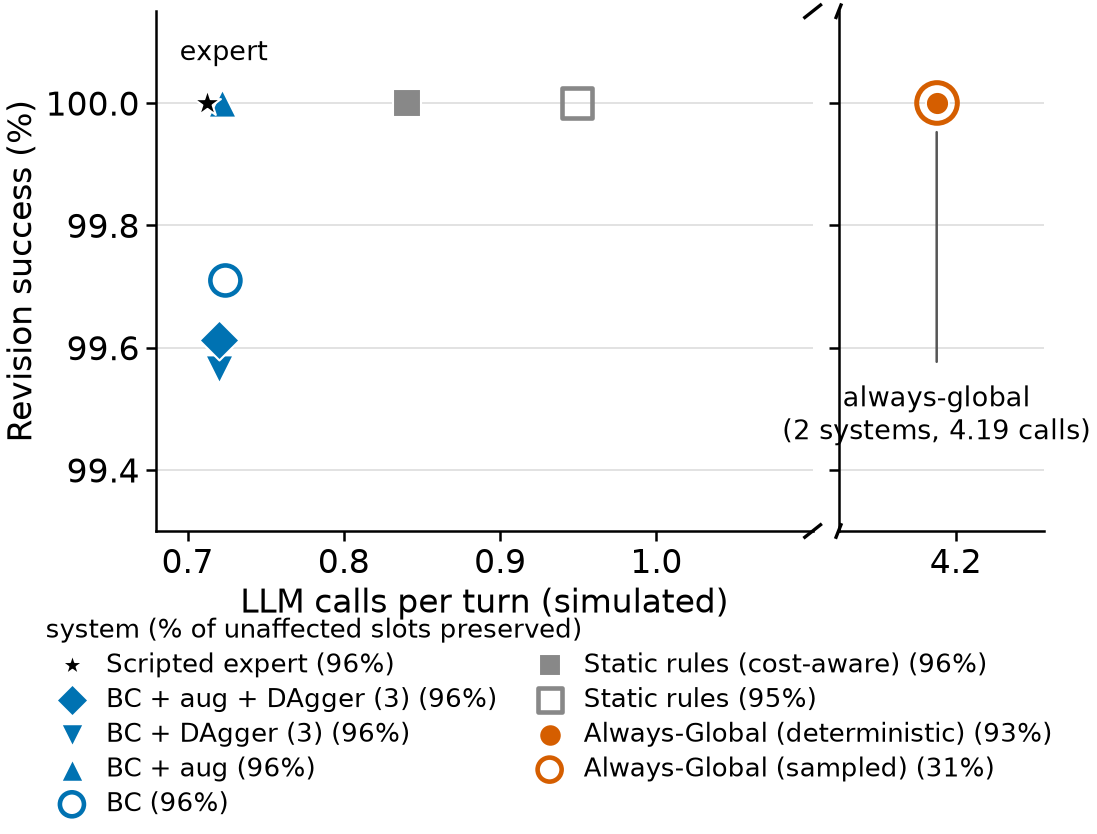 expert
100.0
99.8
99.6
99.4
Revision success (%)
always-global
(2 systems, 4.19 calls)
0.7 0.8 0.9 1.0 4.2
LLM calls per turn (simulated)
system (% of unaffected slots preserved)
Scripted expert (96%)
BC + aug + DAgger (3) (96%)
BC + DAgger (3) (96%)
BC + aug (96%)
BC (96%)
Static rules (cost-aware) (96%)
Static rules (95%)
Always-Global (deterministic) (93%)
Always-Global (sampled) (31%)